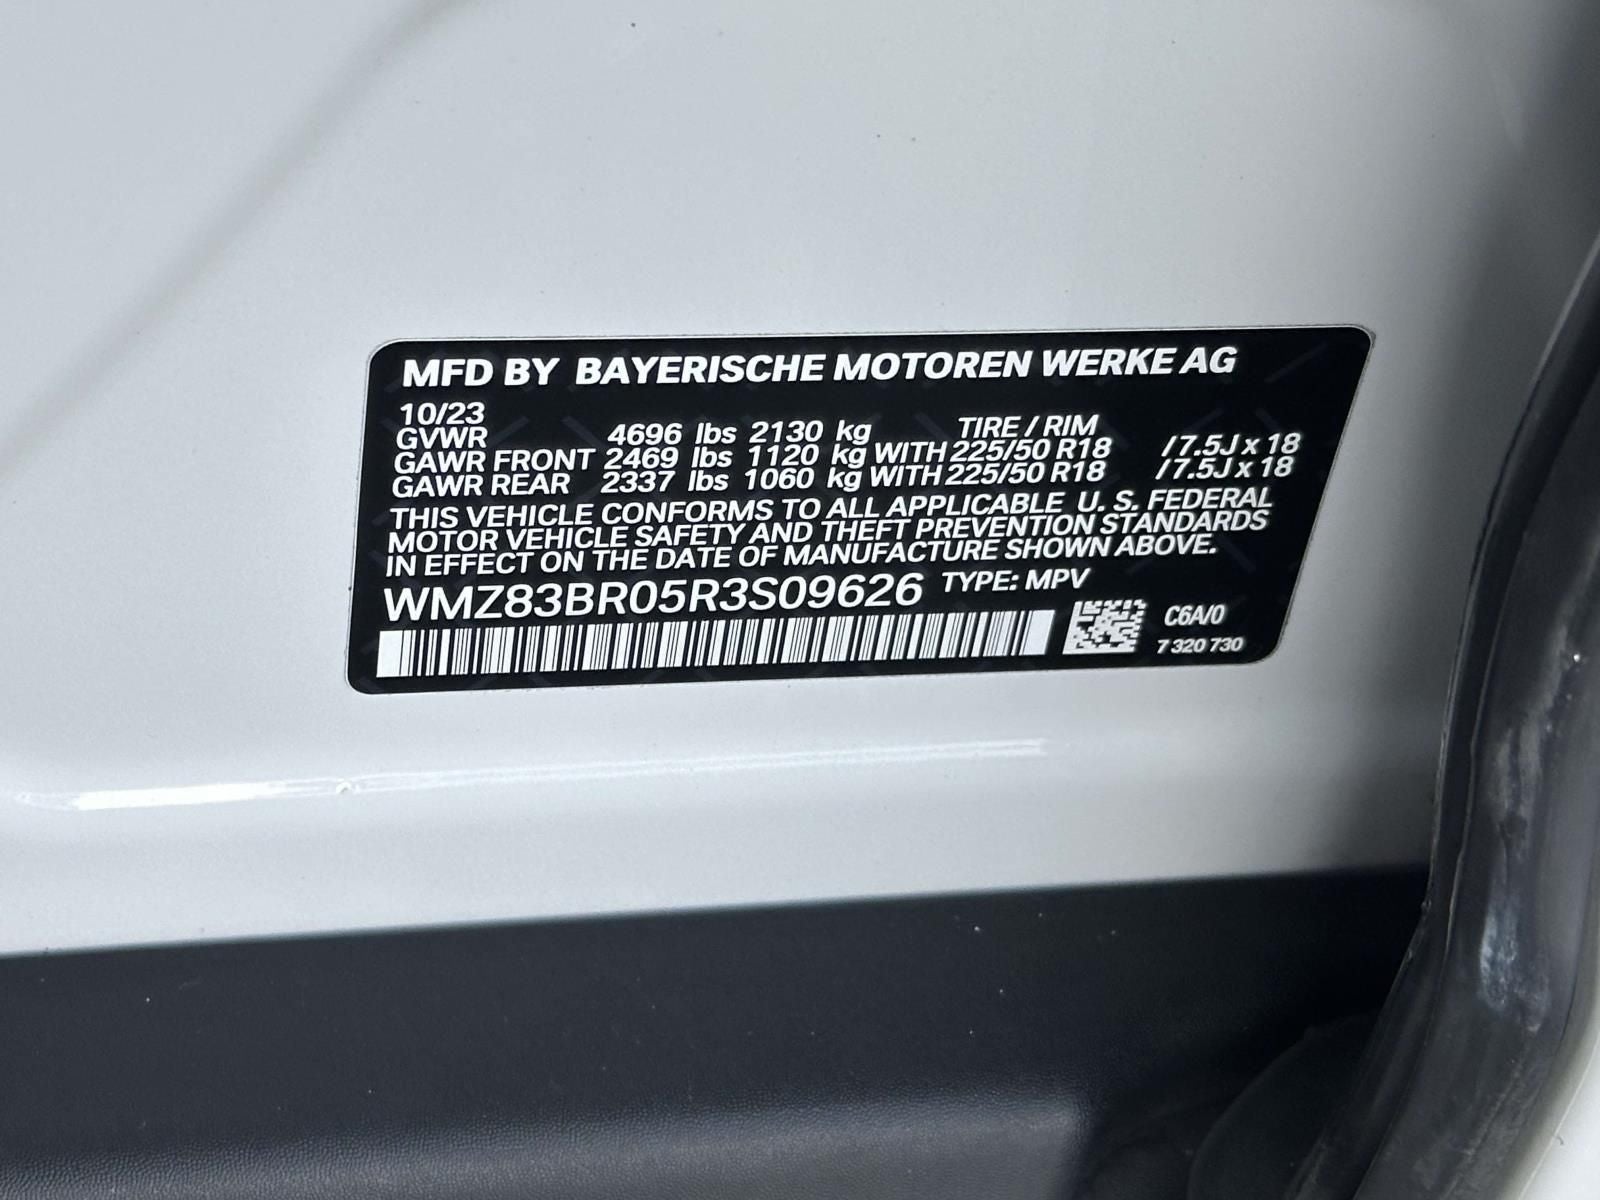 MFD BY BAYERISCHE MOTOREN WERKE AG
10/23 TIRE / RIM
GVWR 4696 lbs 2130 kg
GAWR FRONT 2469 lbs 1120 kg WITH 225/50 R18 /7.5J x 18
GAWR REAR 2337 lbs 1060 kg WITH 225/50 R18 /7.5J x 18
THIS VEHICLE CONFORMS TO ALL APPLICABLE U. S. FEDERAL
MOTOR VEHICLE SAFETY AND THEFT PREVENTION STANDARDS
IN EFFECT ON THE DATE OF MANUFACTURE SHOWN ABOVE.
WMZ83BR05R3S09626 TYPE: MPV
C6A/0
7 320 730